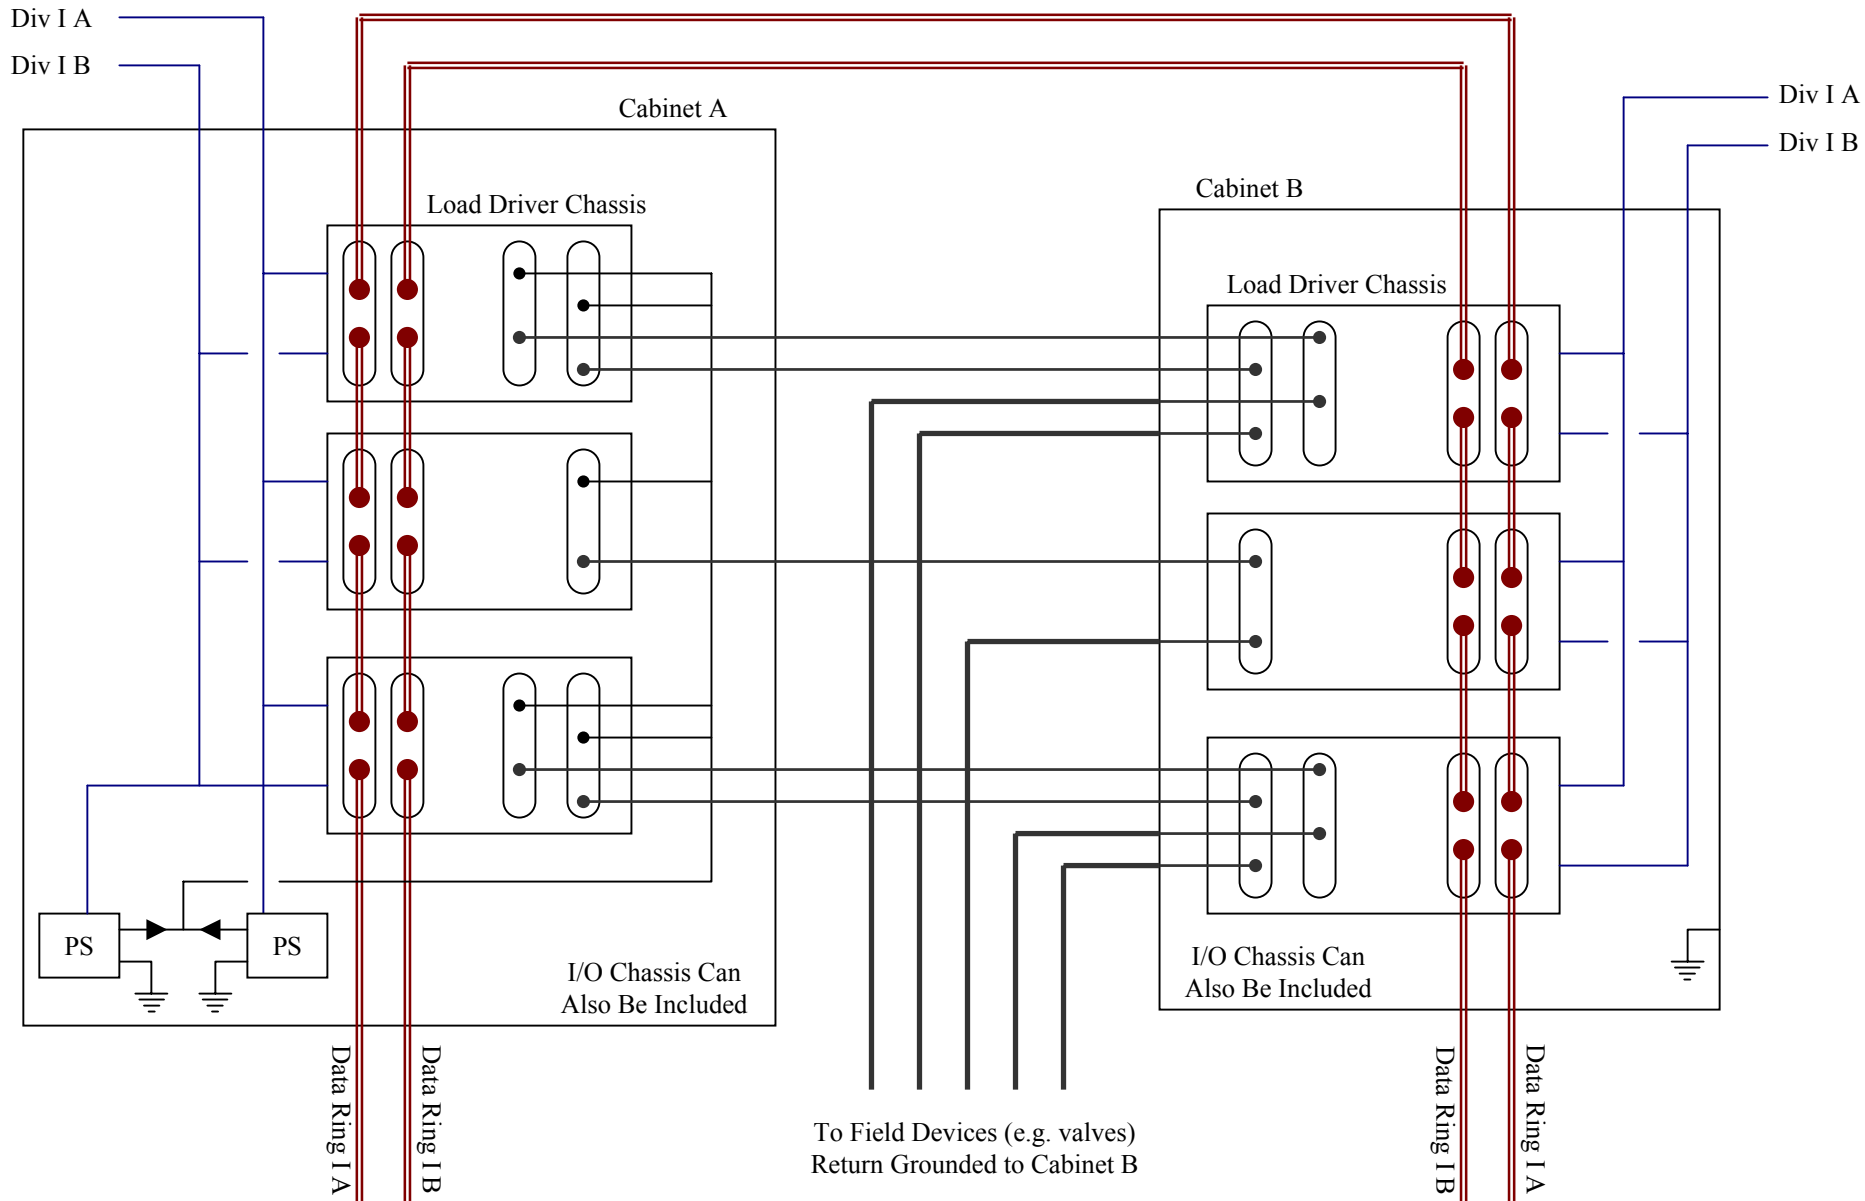 Div I A
Div I B
Cabinet A
Div I A
Div I B
Cabinet B
Load Driver Chassis
Load Driver Chassis
PS
PS
I/O Chassis Can
Also Be Included
I/O Chassis Can
Also Be Included
Data Ring I A
Data Ring I B
Data Ring I B
Data Ring I A
To Field Devices (e.g. valves)
Return Grounded to Cabinet B